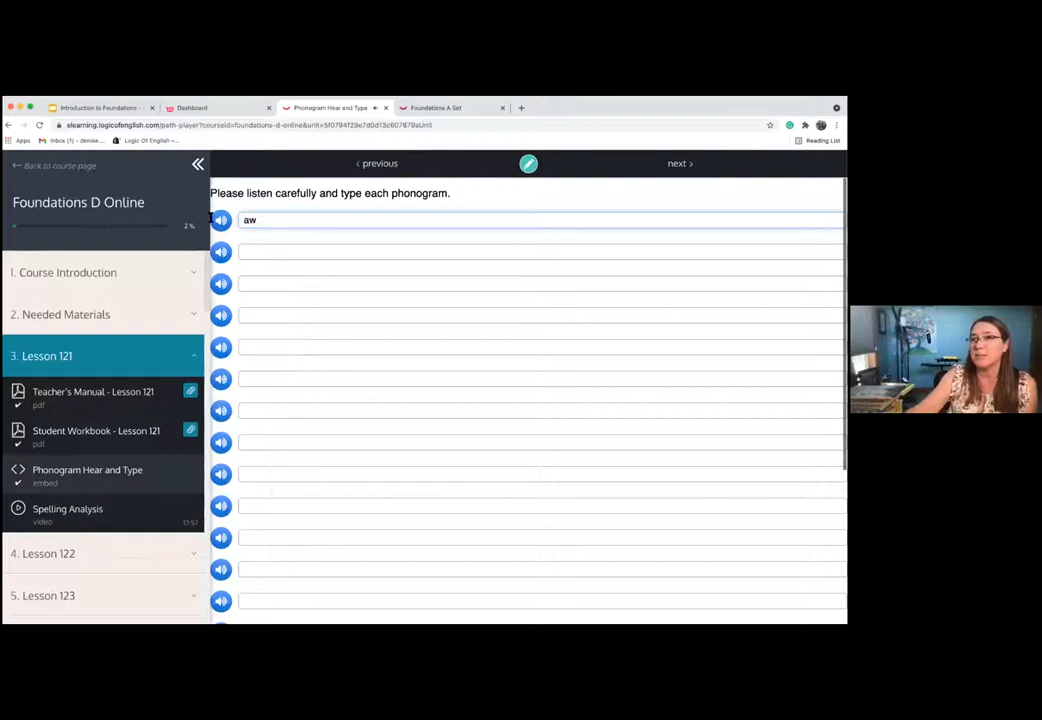 Introduction to Foundations -
Dashboard
Phonogram Hear and Type
Foundations A Set
elearning.logicofenglish.com/path-player?courseid=foundations-d-online&unit=5f0794f29e7d0d13c607879aUnit
Apps
Inbox (1) - denise....
Logic Of English –...
Reading List
← Back to course page
previous
next
Foundations D Online
2%
Please listen carefully and type each phonogram.
aw
1. Course Introduction
2. Needed Materials
3. Lesson 121
Teacher's Manual - Lesson 121
pdf
Student Workbook - Lesson 121
pdf
Phonogram Hear and Type
embed
Spelling Analysis
video
13:57
4. Lesson 122
5. Lesson 123